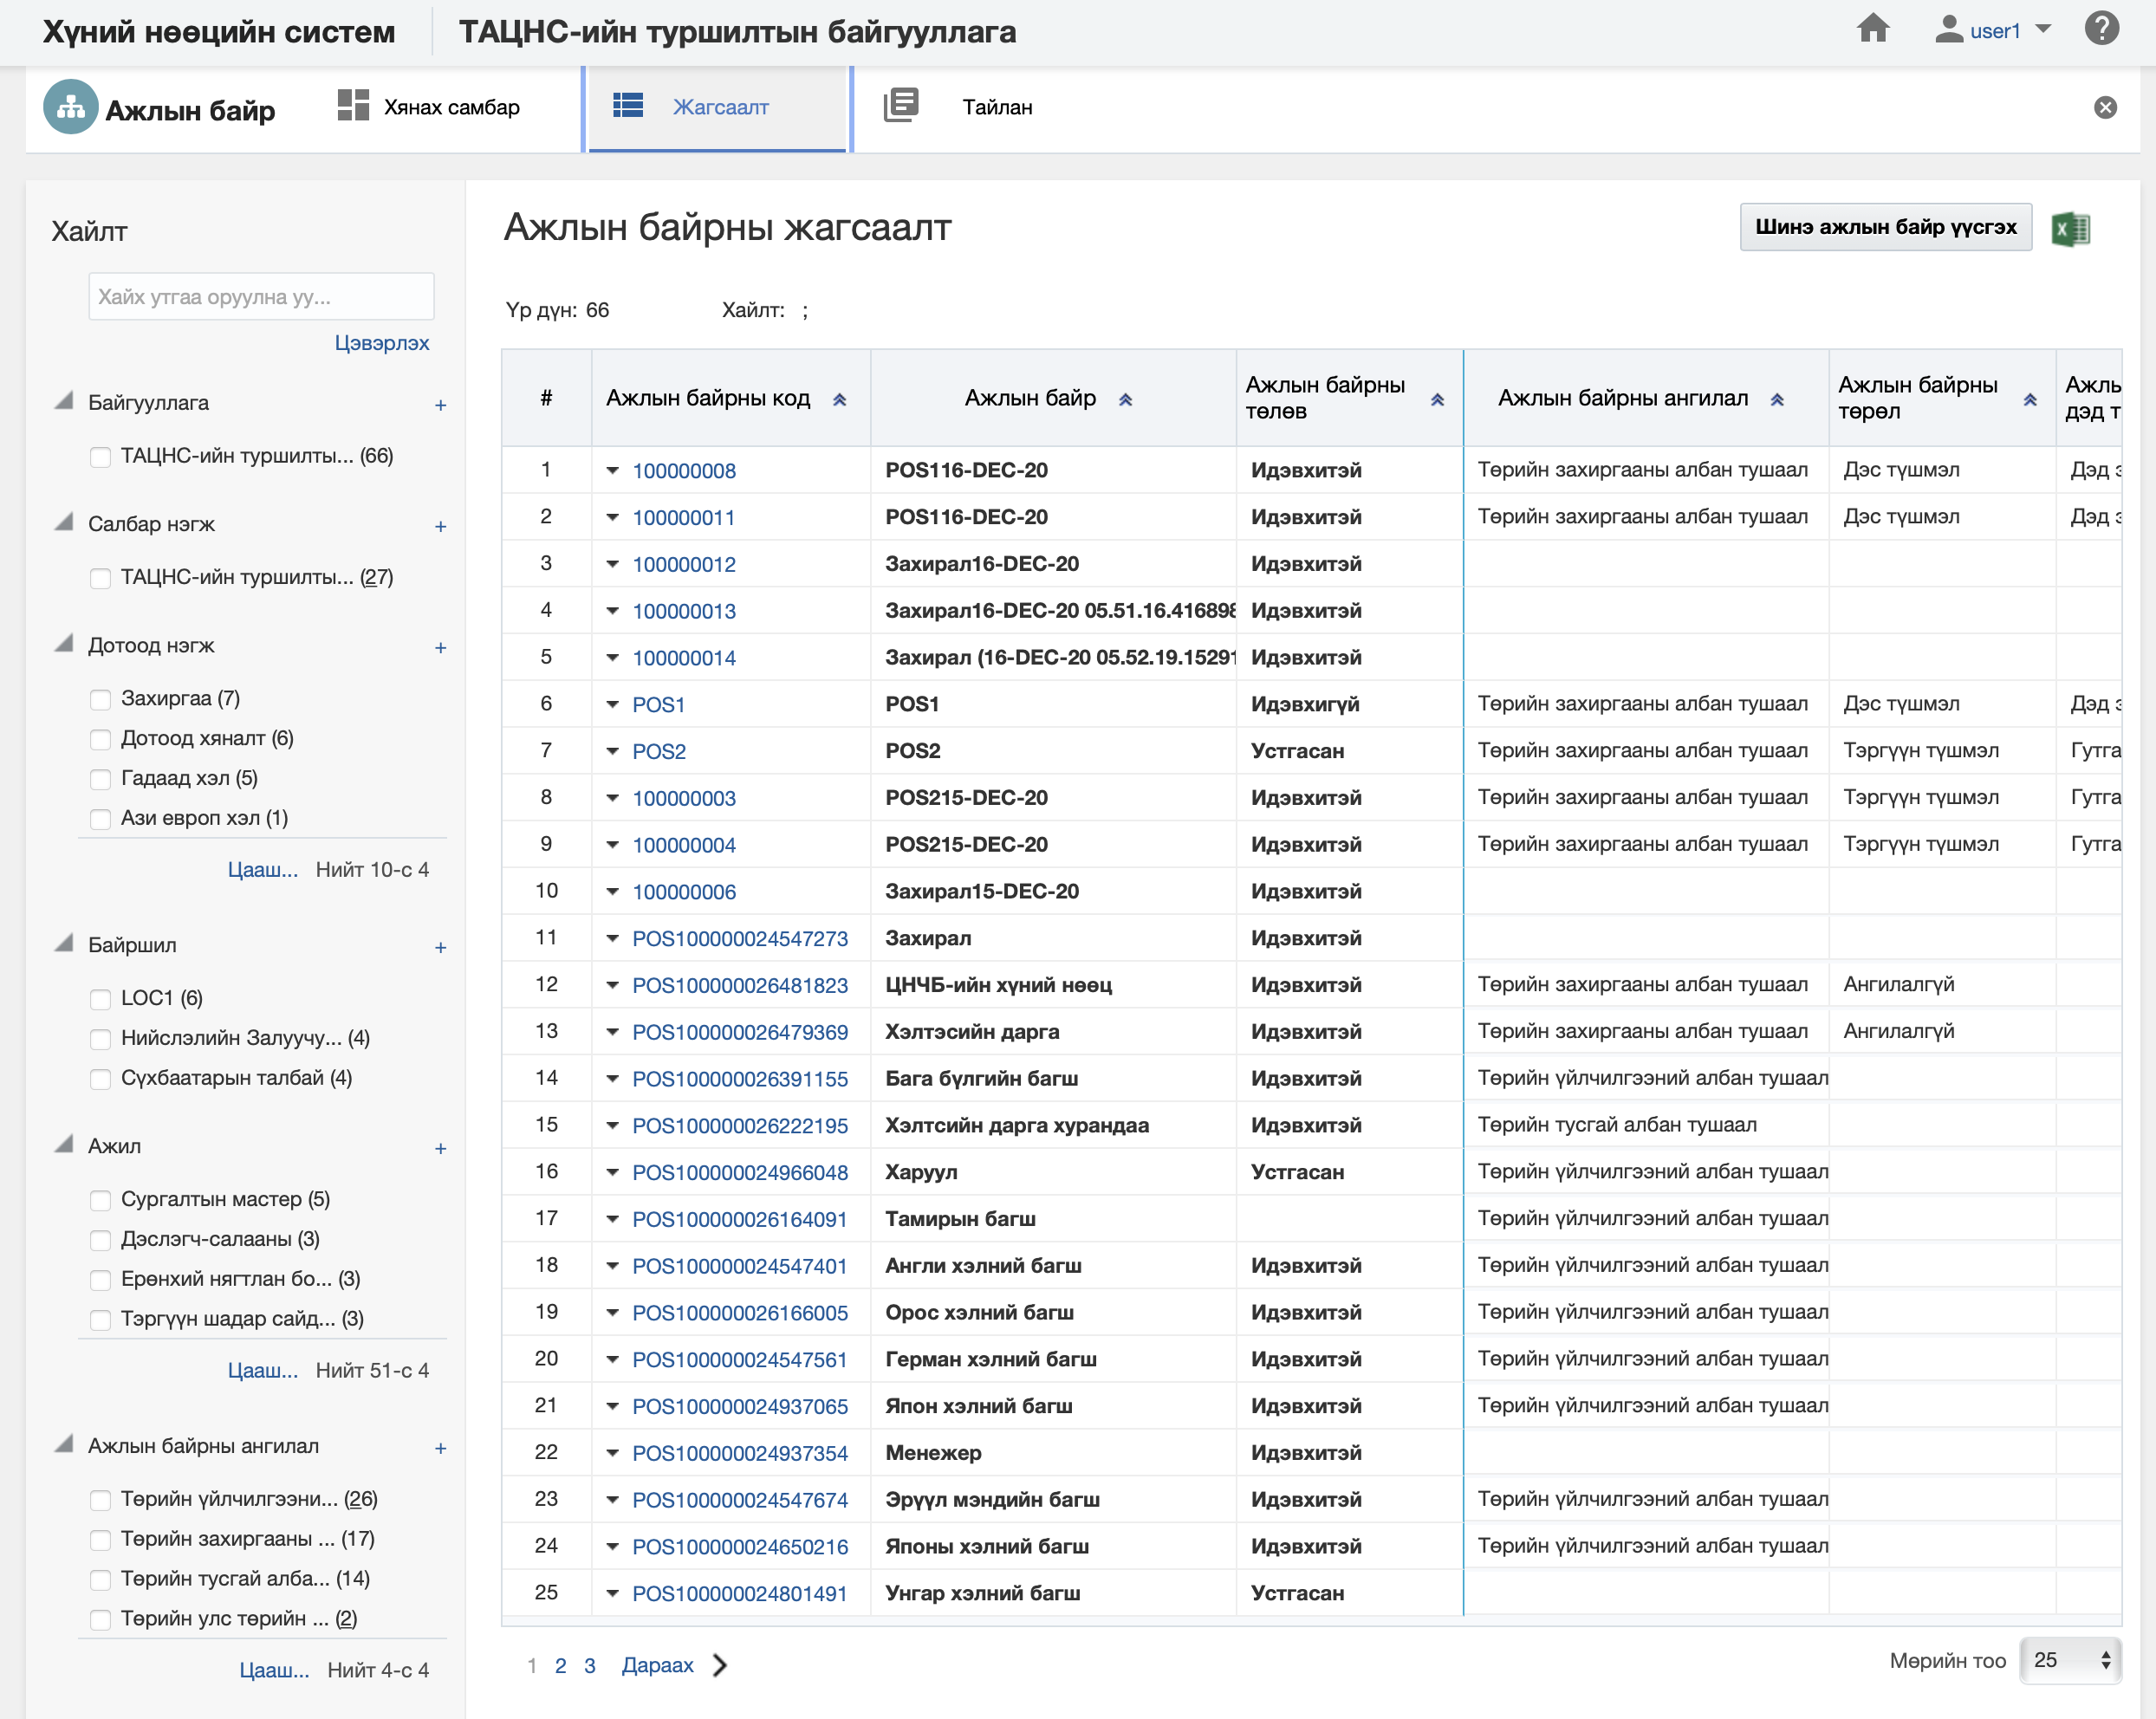 Хүний нөөцийн систем ТАЦНС-ийн туршилтын байгууллага user1 ?
Ажлын байр Хянах самбар Жагсаалт Тайлан
Хайлт
Хайх утгаа оруулна уу...
Цэвэрлэх
Байгууллага +
ТАЦНС-ийн туршилты... (66)
Салбар нэгж +
ТАЦНС-ийн туршилты... (27)
Дотоод нэгж +
Захиргаа (7)
Дотоод хяналт (6)
Гадаад хэл (5)
Ази европ хэл (1)
Цааш... Нийт 10-с 4
Байршил +
LOC1 (6)
Нийслэлийн Залуучу... (4)
Сүхбаатарын талбай (4)
Ажил +
Сургалтын мастер (5)
Дэслэгч-салааны (3)
Ерөнхий нягтлан бо... (3)
Тэргүүн шадар сайд... (3)
Цааш... Нийт 51-с 4
Ажлын байрны ангилал +
Төрийн үйлчилгээни... (26)
Төрийн захиргааны ... (17)
Төрийн тусгай алба... (14)
Төрийн улс төрийн ... (2)
Цааш... Нийт 4-с 4
Ажлын байрны жагсаалт Шинэ ажлын байр үүсгэх
Үр дүн: 66 Хайлт: ;
# Ажлын байрны код Ажлын байр Ажлын байрны төлөв Ажлын байрны ангилал Ажлын байрны төрөл Ажлы дэд т
1 100000008 POS116-DEC-20 Идэвхитэй Төрийн захиргааны албан тушаал Дэс түшмэл Дэд з
2 100000011 POS116-DEC-20 Идэвхитэй Төрийн захиргааны албан тушаал Дэс түшмэл Дэд з
3 100000012 Захирал16-DEC-20 Идэвхитэй
4 100000013 Захирал16-DEC-20 05.51.16.416898 Идэвхитэй
5 100000014 Захирал (16-DEC-20 05.52.19.15291 Идэвхитэй
6 POS1 POS1 Идэвхигүй Төрийн захиргааны албан тушаал Дэс түшмэл Дэд з
7 POS2 POS2 Устгасан Төрийн захиргааны албан тушаал Тэргүүн түшмэл Гутга
8 100000003 POS215-DEC-20 Идэвхитэй Төрийн захиргааны албан тушаал Тэргүүн түшмэл Гутга
9 100000004 POS215-DEC-20 Идэвхитэй Төрийн захиргааны албан тушаал Тэргүүн түшмэл Гутга
10 100000006 Захирал15-DEC-20 Идэвхитэй
11 POS100000024547273 Захирал Идэвхитэй
12 POS100000026481823 ЦНЧБ-ийн хүний нөөц Идэвхитэй Төрийн захиргааны албан тушаал Ангилалгүй
13 POS100000026479369 Хэлтэсийн дарга Идэвхитэй Төрийн захиргааны албан тушаал Ангилалгүй
14 POS100000026391155 Бага бүлгийн багш Идэвхитэй Төрийн үйлчилгээний албан тушаал
15 POS100000026222195 Хэлтсийн дарга хурандаа Идэвхитэй Төрийн тусгай албан тушаал
16 POS100000024966048 Харуул Устгасан Төрийн үйлчилгээний албан тушаал
17 POS100000026164091 Тамирын багш Төрийн үйлчилгээний албан тушаал
18 POS100000024547401 Англи хэлний багш Идэвхитэй Төрийн үйлчилгээний албан тушаал
19 POS100000026166005 Орос хэлний багш Идэвхитэй Төрийн үйлчилгээний албан тушаал
20 POS100000024547561 Герман хэлний багш Идэвхитэй Төрийн үйлчилгээний албан тушаал
21 POS100000024937065 Япон хэлний багш Идэвхитэй Төрийн үйлчилгээний албан тушаал
22 POS100000024937354 Менежер Идэвхитэй
23 POS100000024547674 Эрүүл мэндийн багш Идэвхитэй Төрийн үйлчилгээний албан тушаал
24 POS100000024650216 Японы хэлний багш Идэвхитэй Төрийн үйлчилгээний албан тушаал
25 POS100000024801491 Унгар хэлний багш Устгасан
1 2 3 Дараах Мөрийн тоо 25